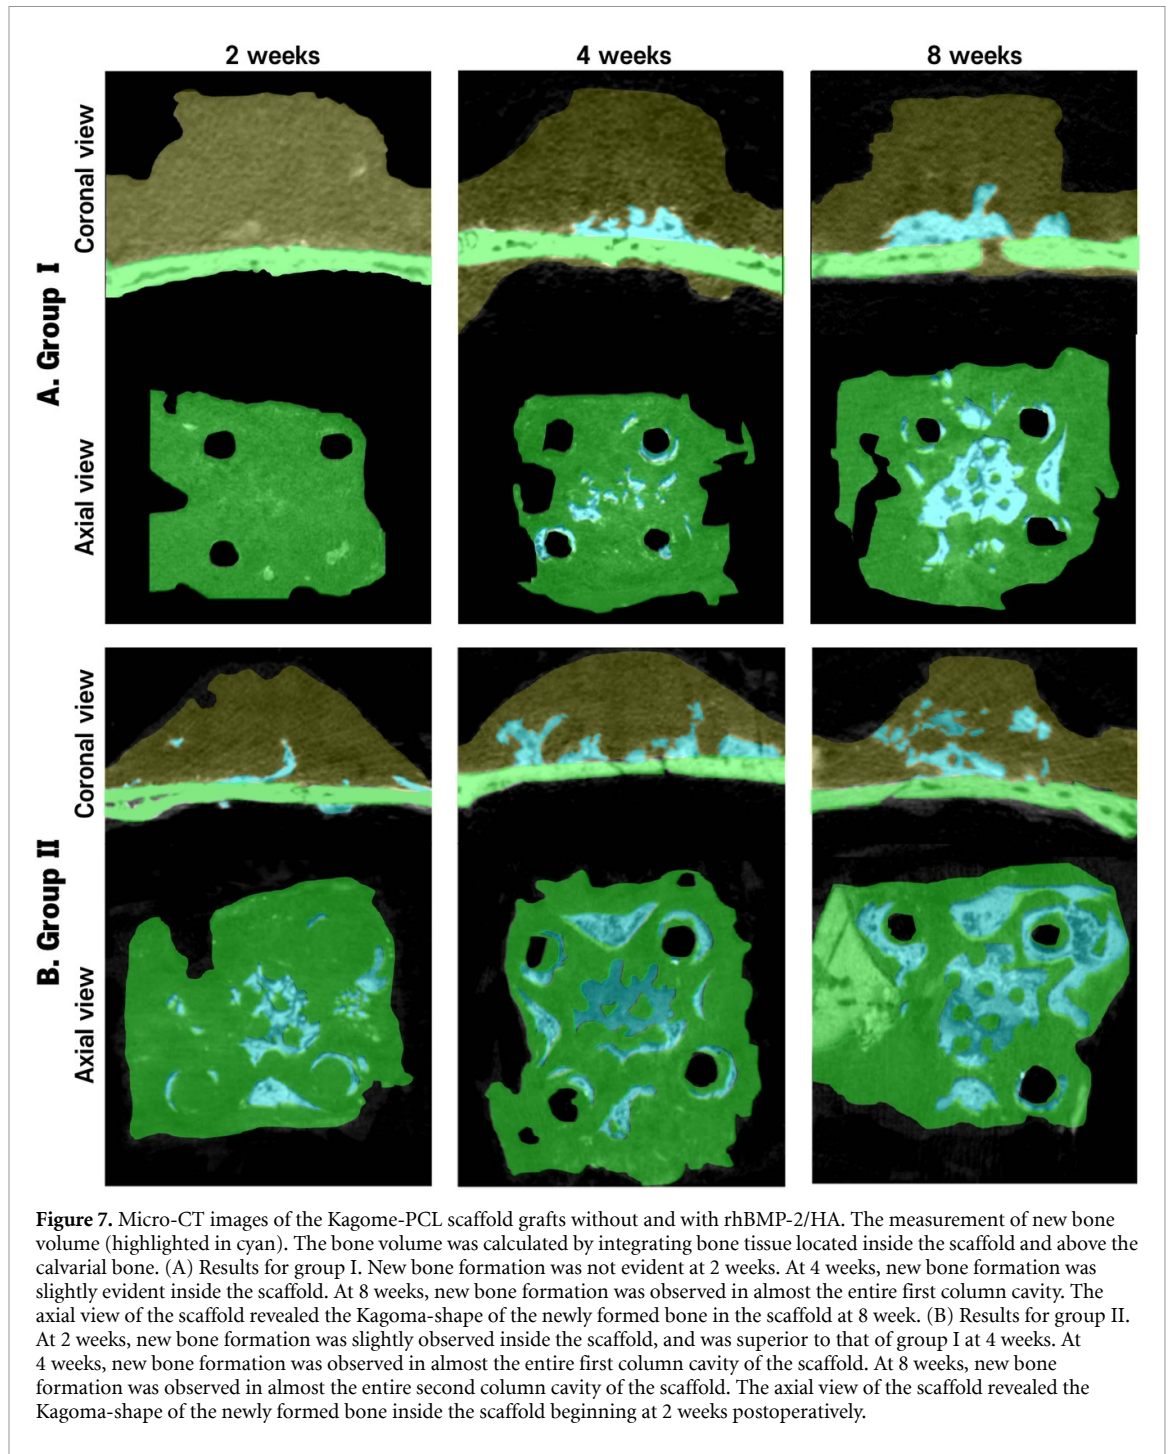 2 weeks
4 weeks
8 weeks
A. Group I
Coronal view
Axial view
B. Group II
Coronal view
Axial view
Figure 7. Micro-CT images of the Kagome-PCL scaffold grafts without and with rhBMP-2/HA. The measurement of new bone
volume (highlighted in cyan). The bone volume was calculated by integrating bone tissue located inside the scaffold and above the
calvarial bone. (A) Results for group I. New bone formation was not evident at 2 weeks. At 4 weeks, new bone formation was
slightly evident inside the scaffold. At 8 weeks, new bone formation was observed in almost the entire first column cavity. The
axial view of the scaffold revealed the Kagoma-shape of the newly formed bone in the scaffold at 8 week. (B) Results for group II.
At 2 weeks, new bone formation was slightly observed inside the scaffold, and was superior to that of group I at 4 weeks. At
4 weeks, new bone formation was observed in almost the entire first column cavity of the scaffold. At 8 weeks, new bone
formation was observed in almost the entire second column cavity of the scaffold. The axial view of the scaffold revealed the
Kagoma-shape of the newly formed bone inside the scaffold beginning at 2 weeks postoperatively.